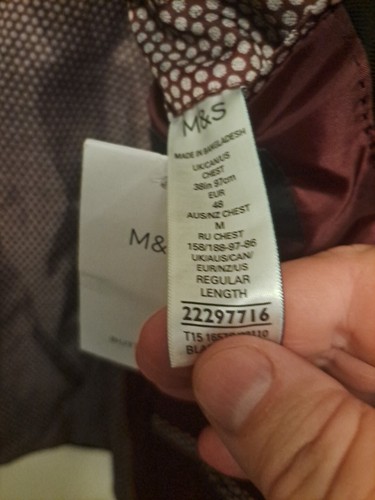 M&S
MADE IN BANGLADESH
UK/CAN/US
CHEST
38in 97cm
EUR
48
AUS/NZ CHEST
M
RU CHEST
158/188-97-86
UK/AUS/CAN/
EUR/NZ/US
REGULAR
LENGTH
22297716
T15
M&